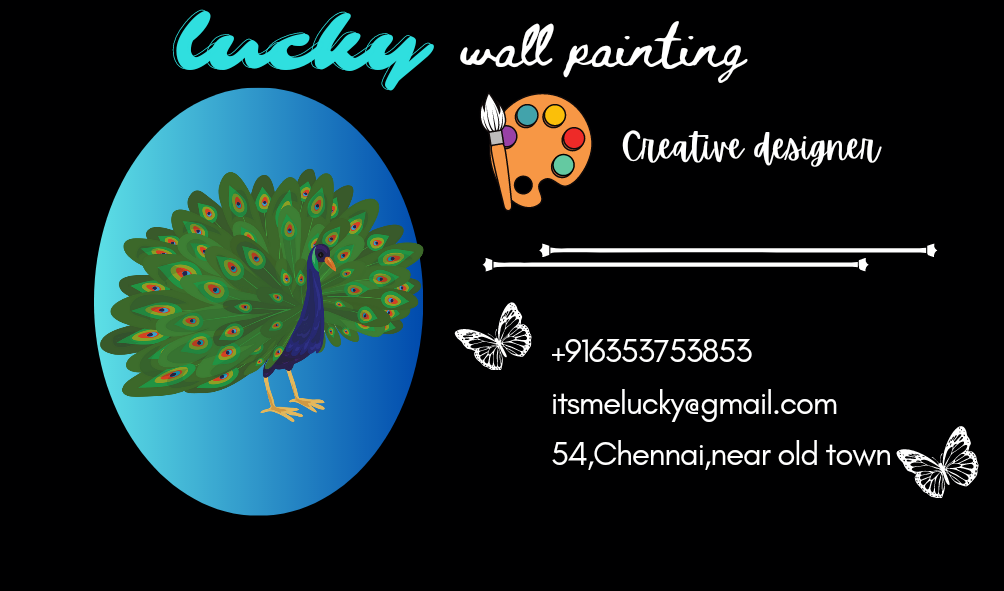 lucky wall painting
Creative designer
+916353753853
itsmelucky@gmail.com
54,Chennai,near old town